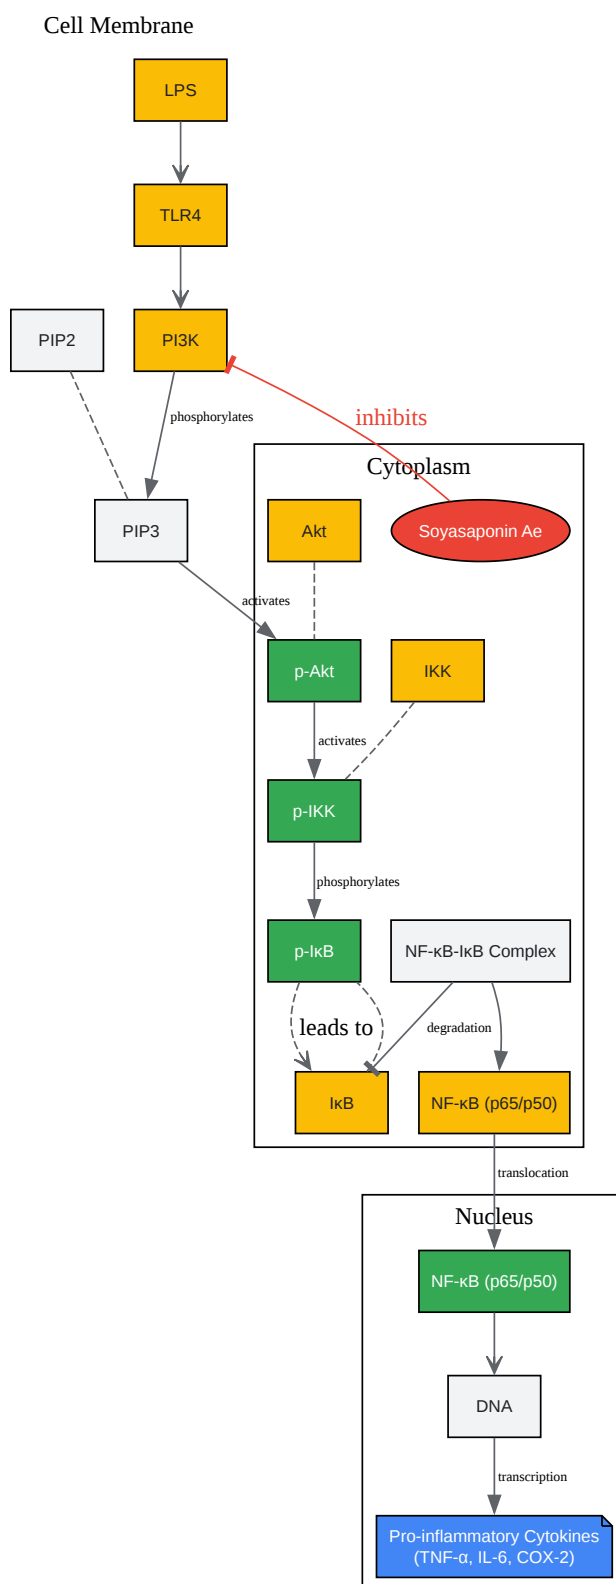 Cell Membrane
LPS
TLR4
PIP2
PI3K
phosphorylates
inhibits
Cytoplasm
PIP3
Akt
Soyasaponin Ae
activates
p-Akt
IKK
activates
p-IKK
phosphorylates
p-IκB
NF-κB-IκB Complex
leads to
degradation
IκB
NF-κB (p65/p50)
translocation
Nucleus
NF-κB (p65/p50)
DNA
transcription
Pro-inflammatory Cytokines
(TNF-α, IL-6, COX-2)